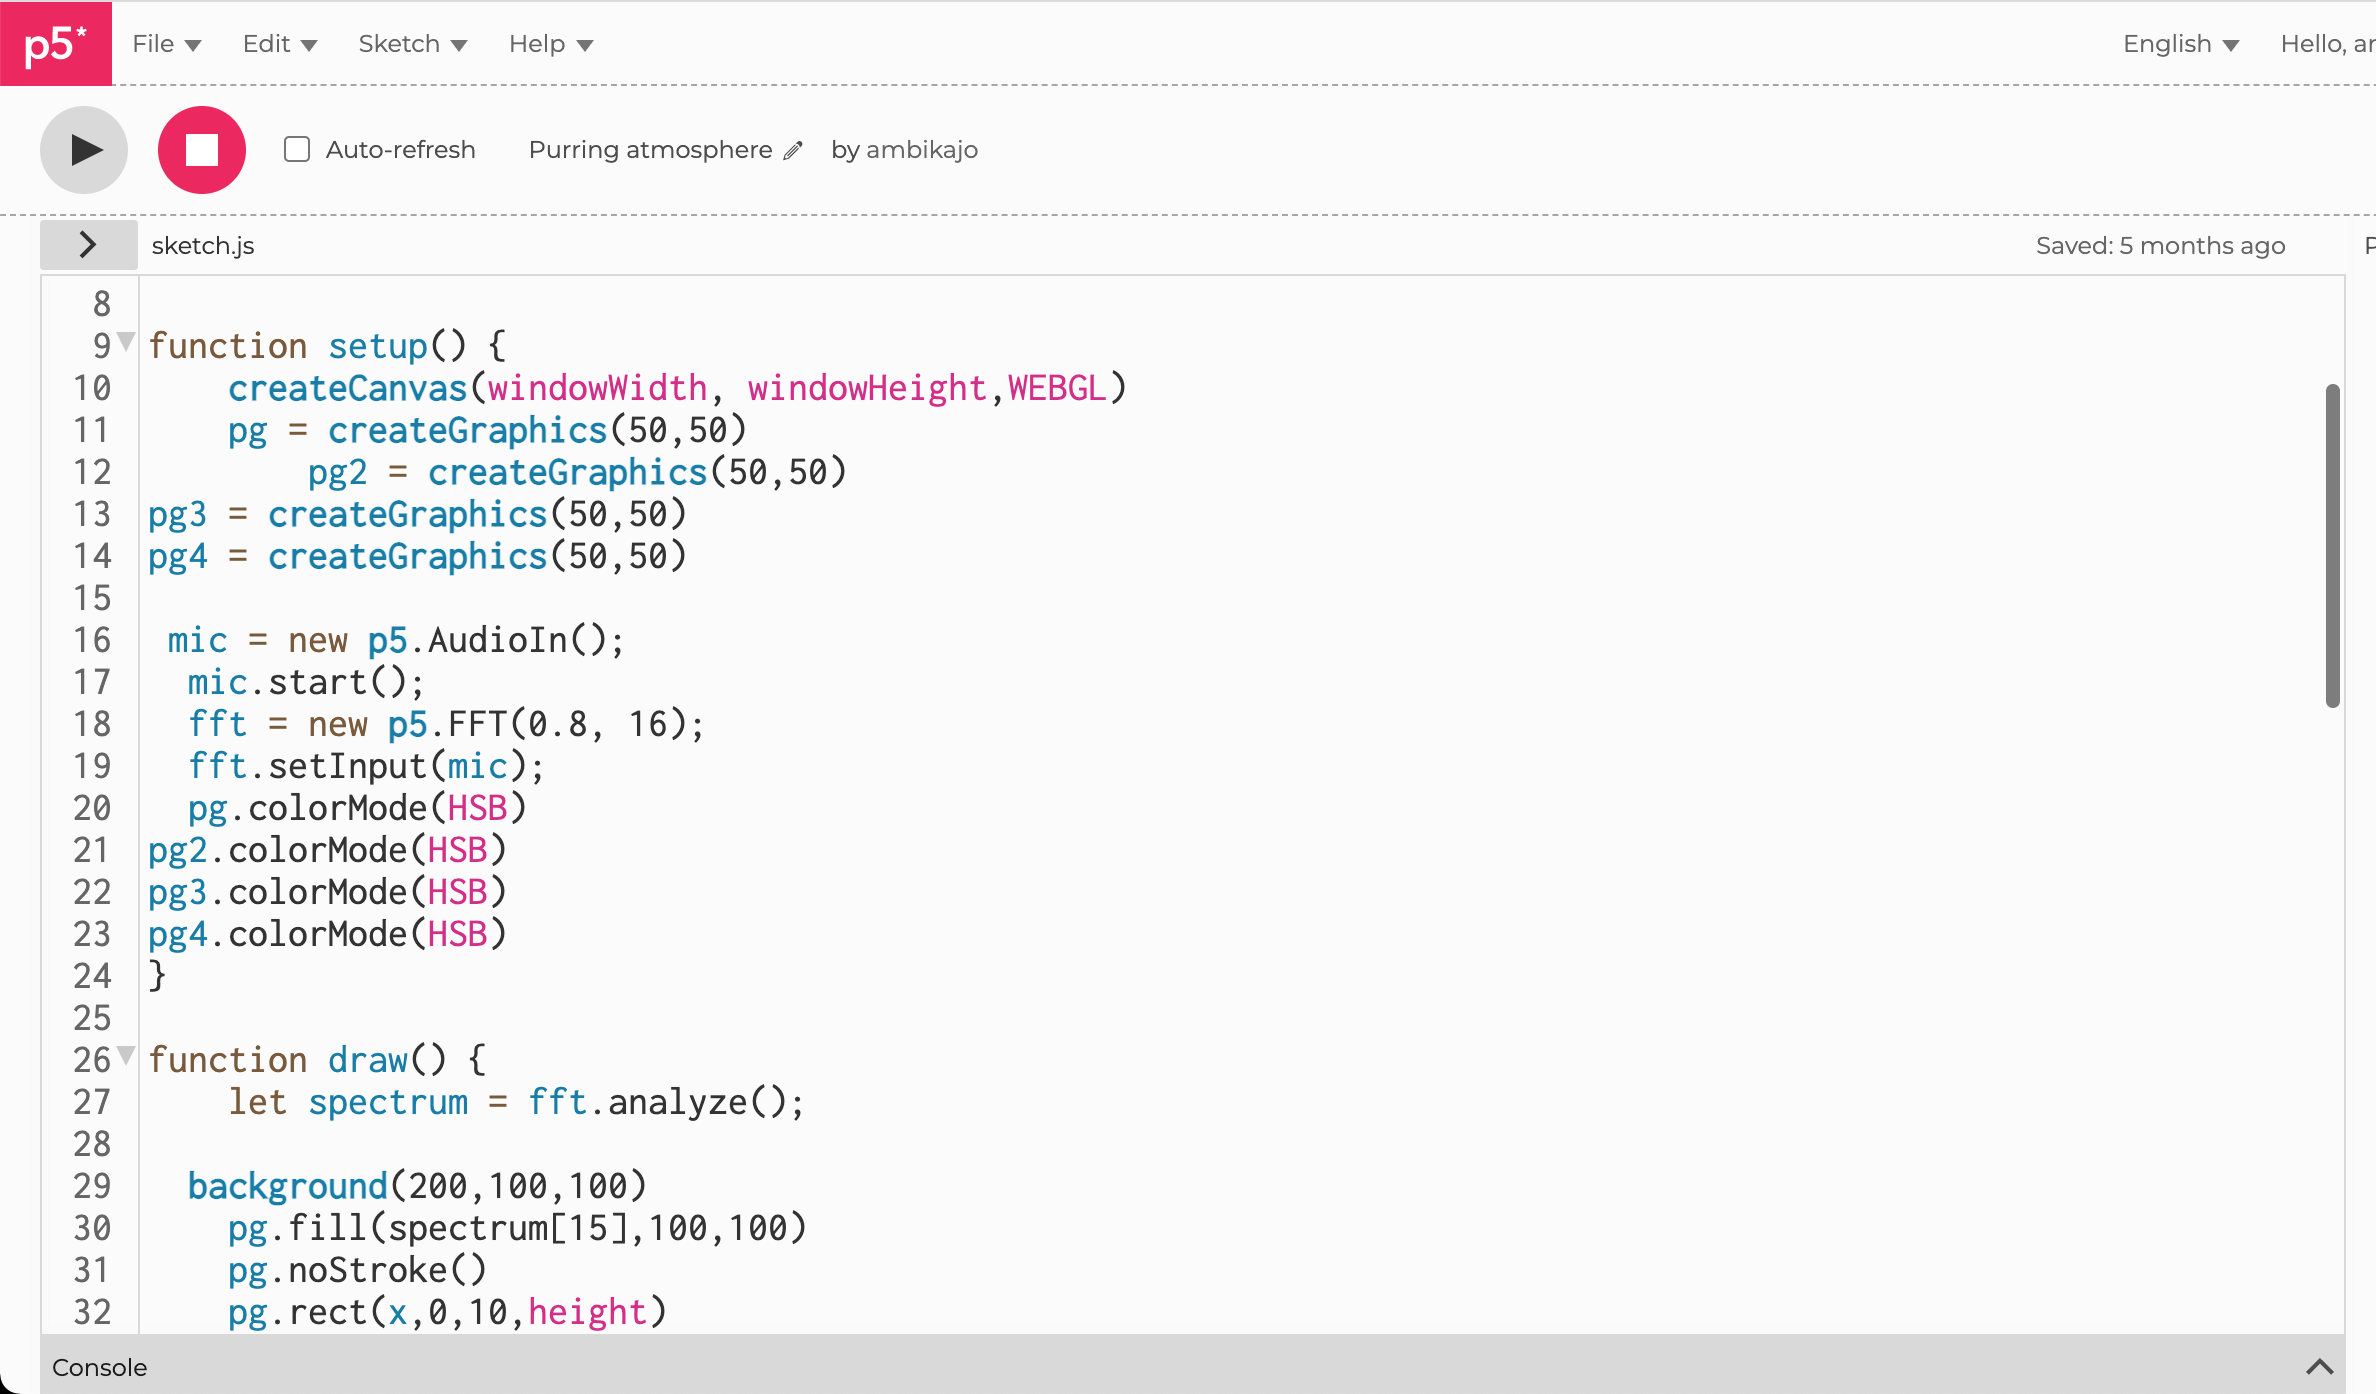 p5* File Edit Sketch Help English Hello, ar
Auto-refresh Purring atmosphere by ambikajo
sketch.js Saved: 5 months ago P
8
9 function setup() {
10 createCanvas(windowWidth, windowHeight,WEBGL)
11 pg = createGraphics(50,50)
12 pg2 = createGraphics(50,50)
13 pg3 = createGraphics(50,50)
14 pg4 = createGraphics(50,50)
15
16 mic = new p5.AudioIn();
17 mic.start();
18 fft = new p5.FFT(0.8, 16);
19 fft.setInput(mic);
20 pg.colorMode(HSB)
21 pg2.colorMode(HSB)
22 pg3.colorMode(HSB)
23 pg4.colorMode(HSB)
24 }
25
26 function draw() {
27 let spectrum = fft.analyze();
28
29 background(200,100,100)
30 pg.fill(spectrum[15],100,100)
31 pg.noStroke()
32 pg.rect(x,0,10,height)
Console